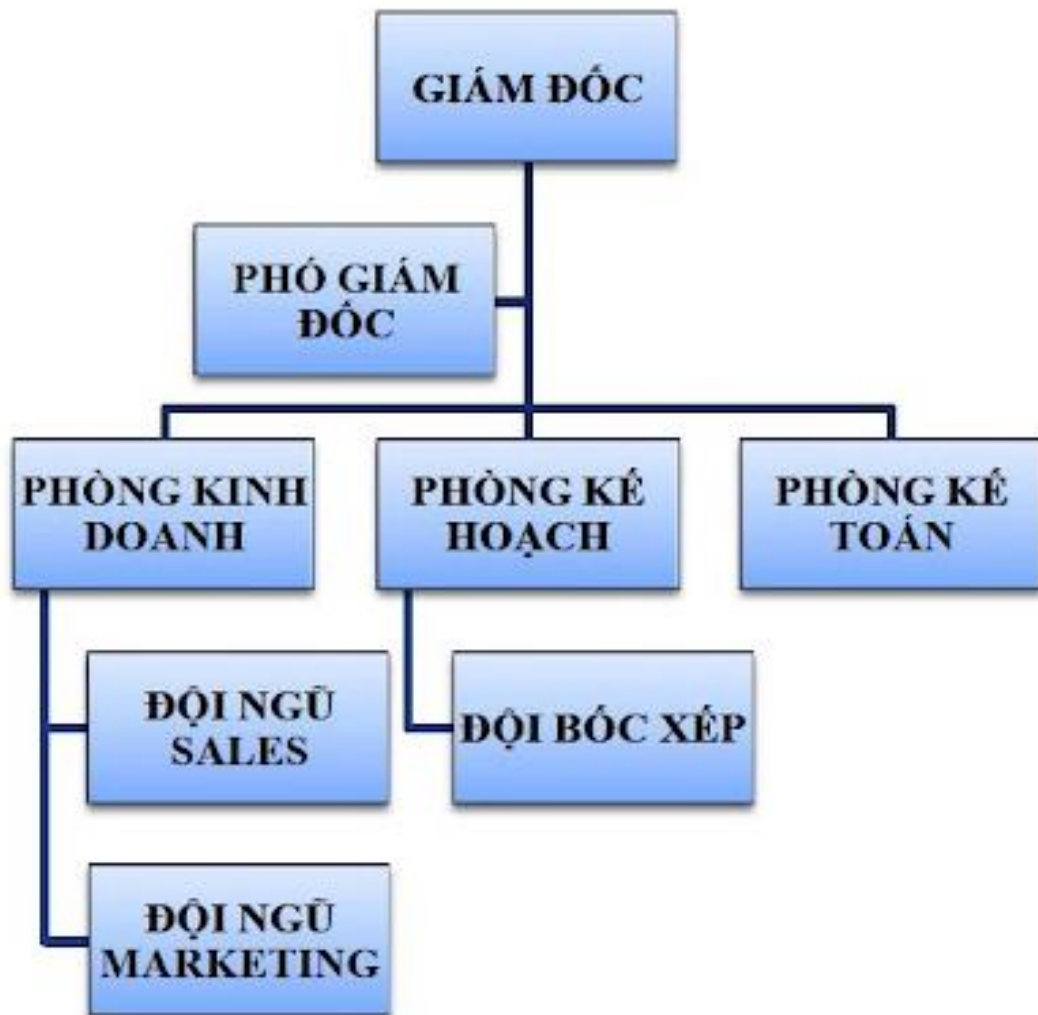 GIÁM ĐỐC
PHÓ GIÁM
ĐỐC
PHÒNG KINH
DOANH
PHÒNG KẾ
HOẠCH
PHÒNG KẾ
TOÁN
ĐỘI NGŨ
SALES
ĐỘI BỐC XẾP
ĐỘI NGŨ
MARKETING